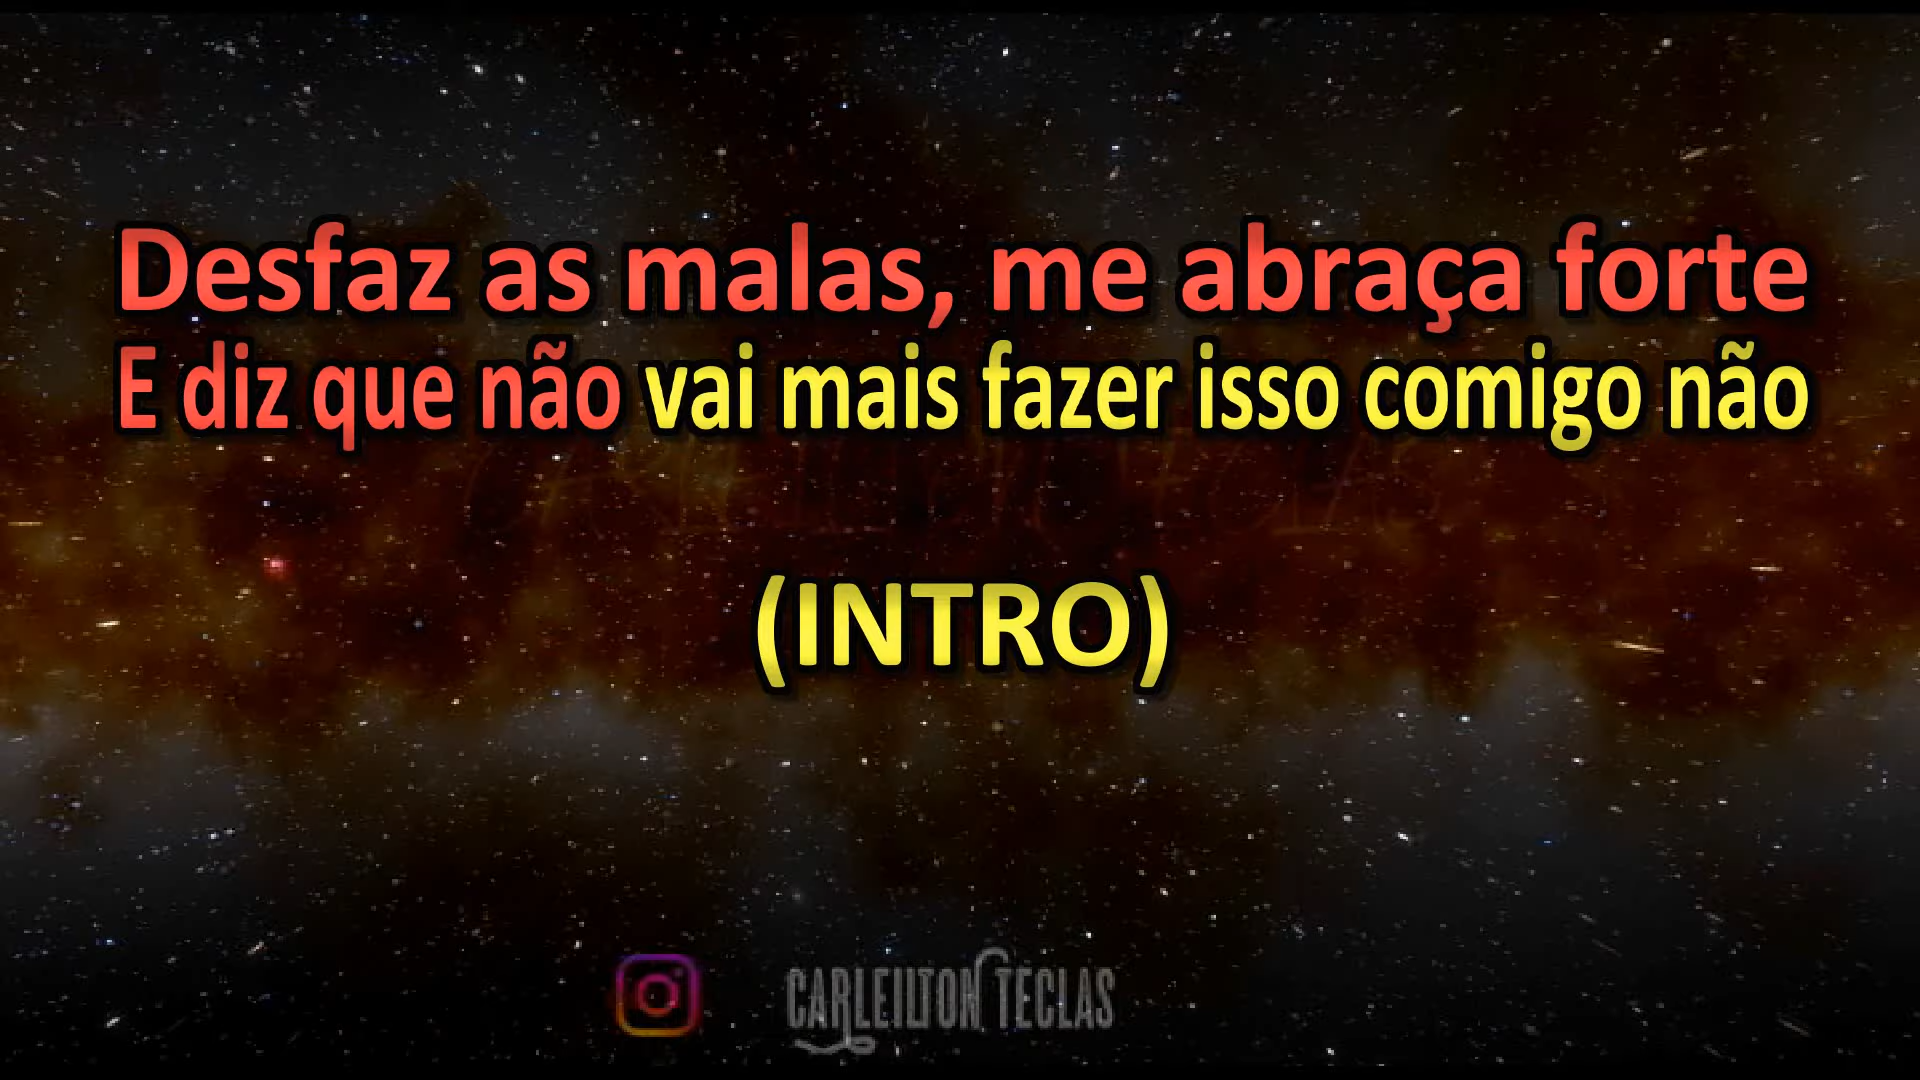 Desfaz as malas, me abraça forte
E diz que não vai mais fazer isso comigo não
(INTRO)
CARLEILTON TECLAS